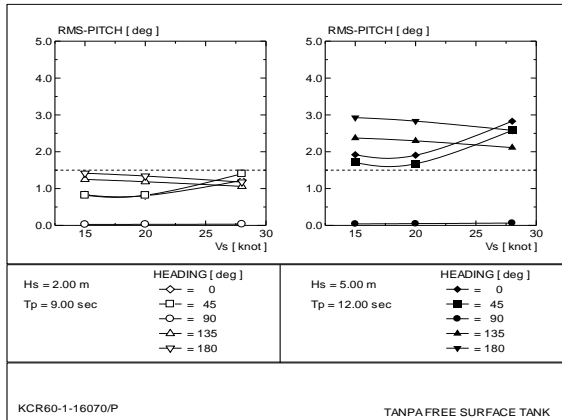 RMS-PITCH [ deg ]
5.0
4.0
3.0
2.0
1.0
0.0
15 20 25 30
Vs [ knot ]
RMS-PITCH [ deg ]
5.0
4.0
3.0
2.0
1.0
0.0
15 20 25 30
Vs [ knot ]
Hs = 2.00 m
Tp = 9.00 sec
HEADING [ deg ]
= 0
= 45
= 90
= 135
= 180
Hs = 5.00 m
Tp = 12.00 sec
HEADING [ deg ]
= 0
= 45
= 90
= 135
= 180
KCR60-1-16070/P
TANPA FREE SURFACE TANK